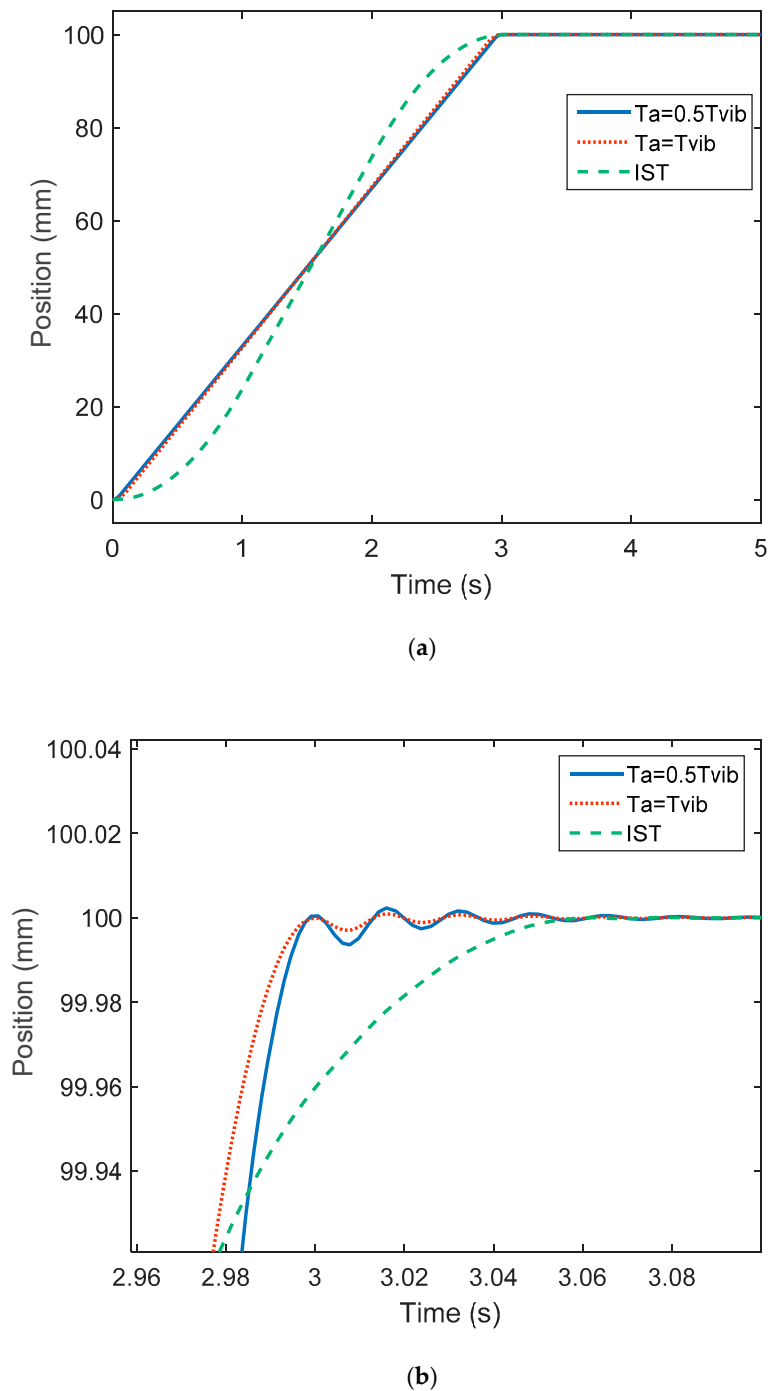 100
80
60
40
20
0
Position (mm)
Ta=0.5Tvib
Ta=Tvib
IST
0 1 2 3 4 5
Time (s)
(a)
100.04
100.02
100
99.98
99.96
99.94
Position (mm)
Ta=0.5Tvib
Ta=Tvib
IST
2.96 2.98 3 3.02 3.04 3.06 3.08
Time (s)
(b)